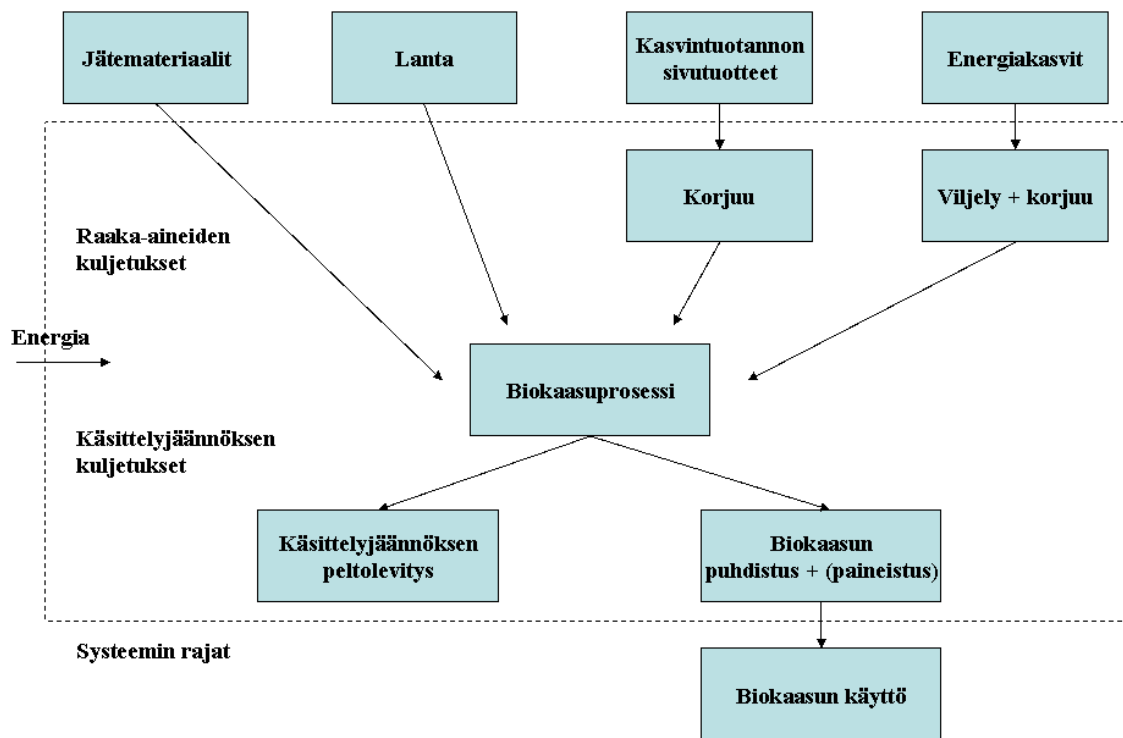 Jätemateriaalit
Lanta
Kasvintuotannon
sivutuotteet
Energiakasvit
Korjuu
Viljely + korjuu
Raaka-aineiden
kuljetukset
Energia
Biokaasuprosessi
Käsittelyjäännöksen
kuljetukset
Käsittelyjäännöksen
peltolevitys
Biokaasun
puhdistus + (paineistus)
Systeemin rajat
Biokaasun käyttö